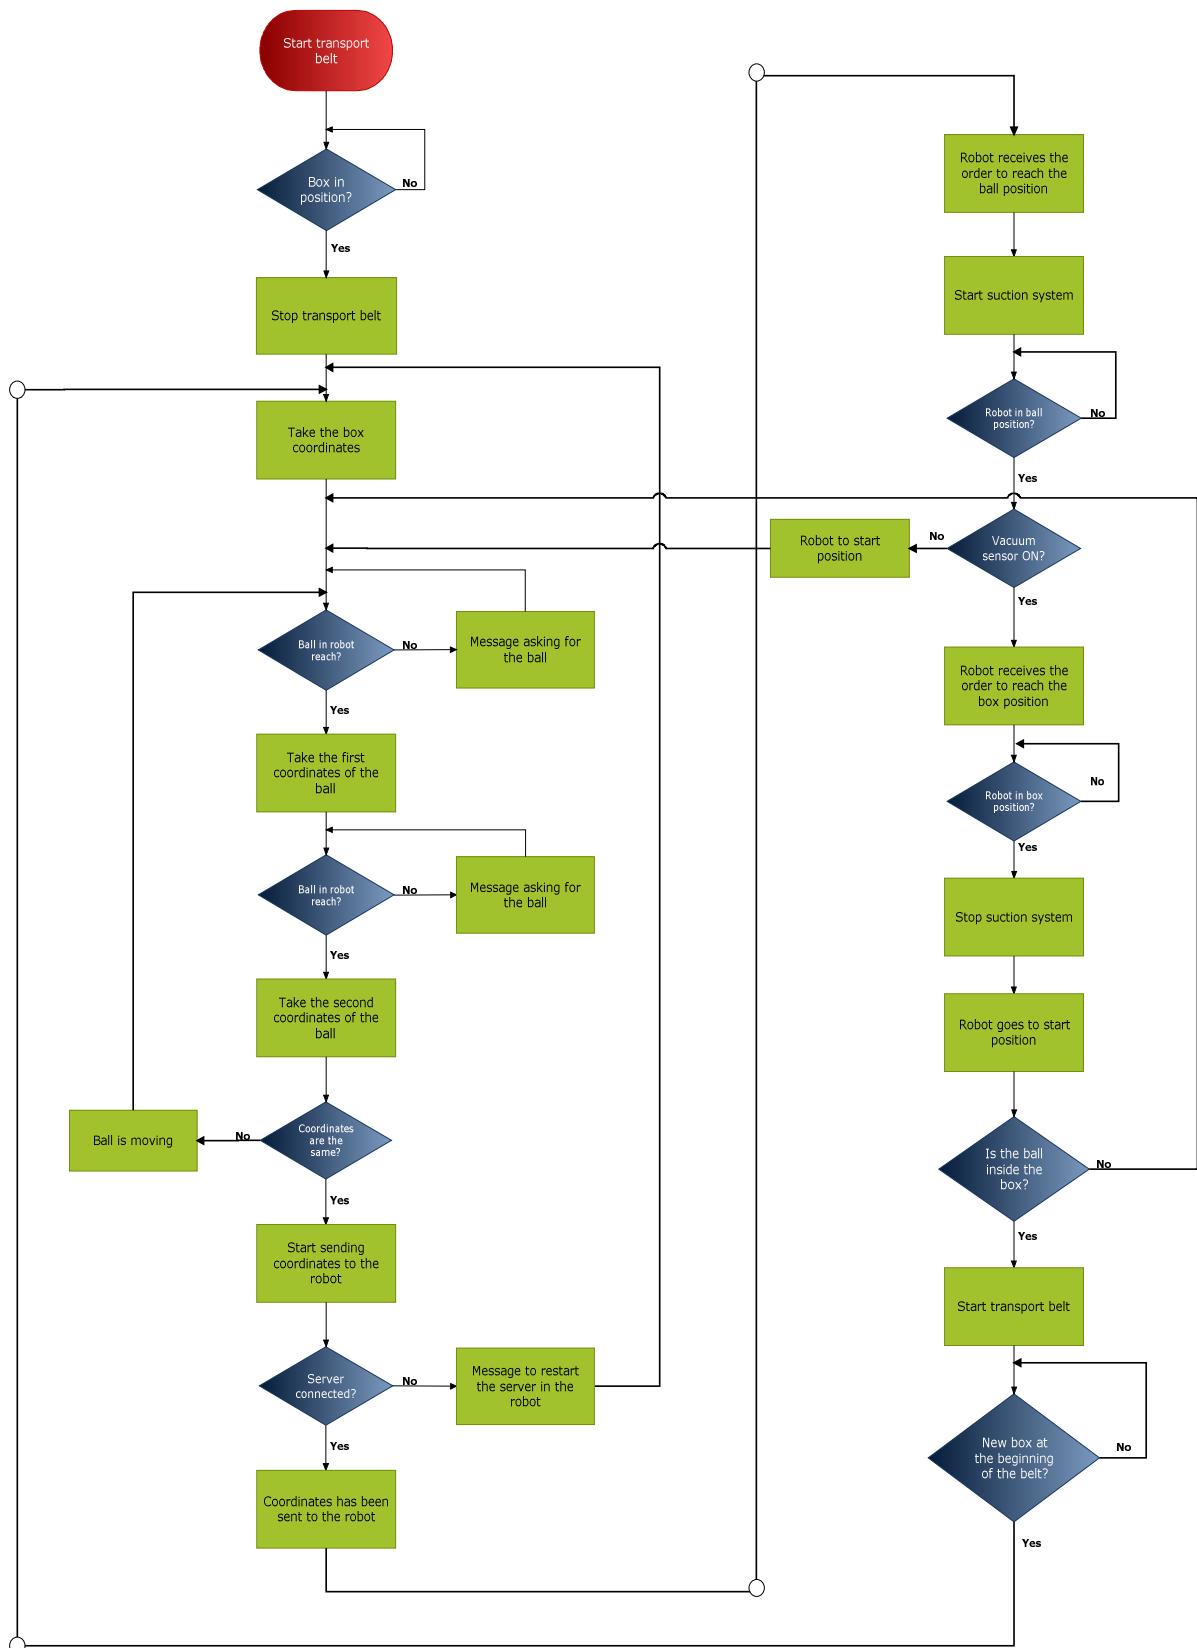 Start transport
belt
Box in
position?
No
Yes
Stop transport belt
Take the box
coordinates
Ball in robot
reach?
No
Message asking for
the ball
Yes
Take the first
coordinates of the
ball
Ball in robot
reach?
No
Message asking for
the ball
Yes
Take the second
coordinates of the
ball
Coordinates
are the
same?
No
Ball is moving
Yes
Start sending
coordinates to the
robot
Server
connected?
No
Message to restart
the server in the
robot
Yes
Coordinates has been
sent to the robot
Robot receives the
order to reach the
ball position
Start suction system
Robot in ball
position?
No
Yes
Vacuum
sensor ON?
No
Robot to start
position
Yes
Robot receives the
order to reach the
box position
Robot in box
position?
No
Yes
Stop suction system
Robot goes to start
position
Is the ball
inside the
box?
No
Yes
Start transport belt
New box at
the beginning
of the belt?
No
Yes